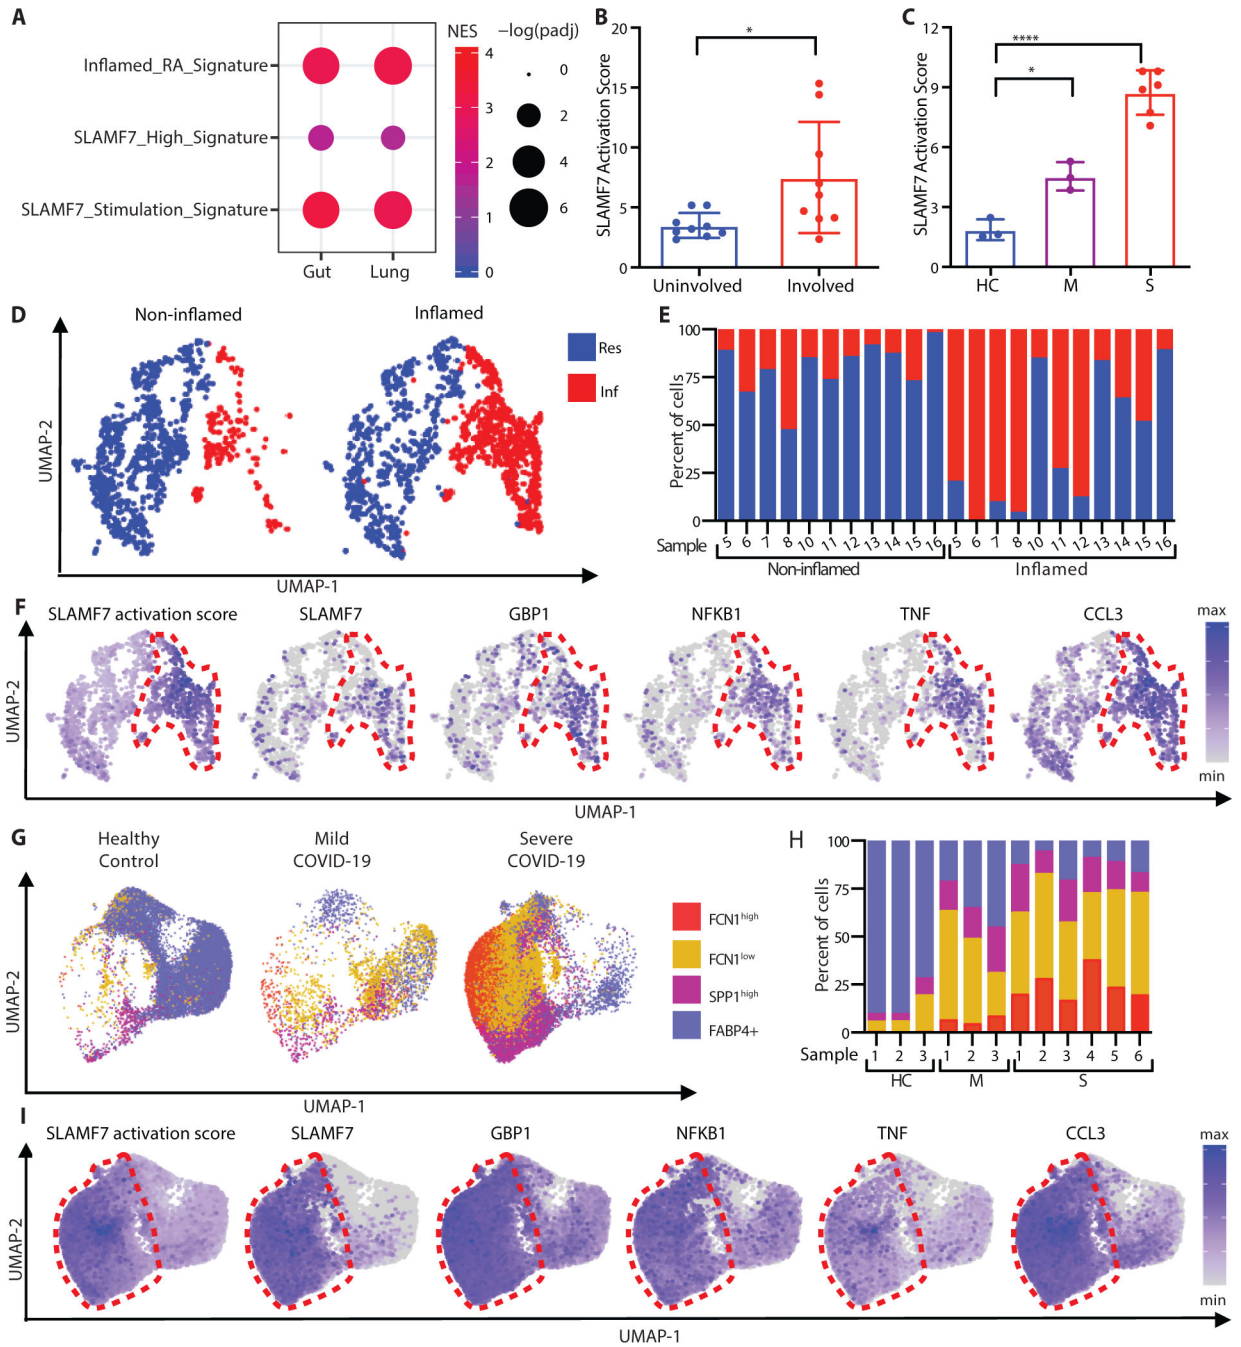 A
Inflamed_RA_Signature
SLAMF7_High_Signature
SLAMF7_Stimulation_Signature
Gut Lung
NES
4
3
2
1
0
−log(padj)
0
2
4
6
B
SLAMF7 Activation Score
20
15
10
5
0
*
Uninvolved Involved
C
SLAMF7 Activation Score
12
9
6
3
0
****
*
HC M S
D
Non-inflamed Inflamed
Res
Inf
UMAP-2
UMAP-1
E
Percent of cells
100
75
50
25
0
Sample 5 6 7 8 10 11 12 13 14 15 16 5 6 7 8 10 11 12 13 14 15 16
Non-inflamed Inflamed
F
SLAMF7 activation score SLAMF7 GBP1 NFKB1 TNF CCL3
max
min
UMAP-2
UMAP-1
G
Healthy Control
Mild COVID-19
Severe COVID-19
FCN1high
FCN1low
SPP1high
FABP4+
UMAP-2
UMAP-1
H
Percent of cells
100
75
50
25
0
Sample 1 2 3 1 2 3 1 2 3 4 5 6
HC M S
I
SLAMF7 activation score SLAMF7 GBP1 NFKB1 TNF CCL3
max
min
UMAP-2
UMAP-1